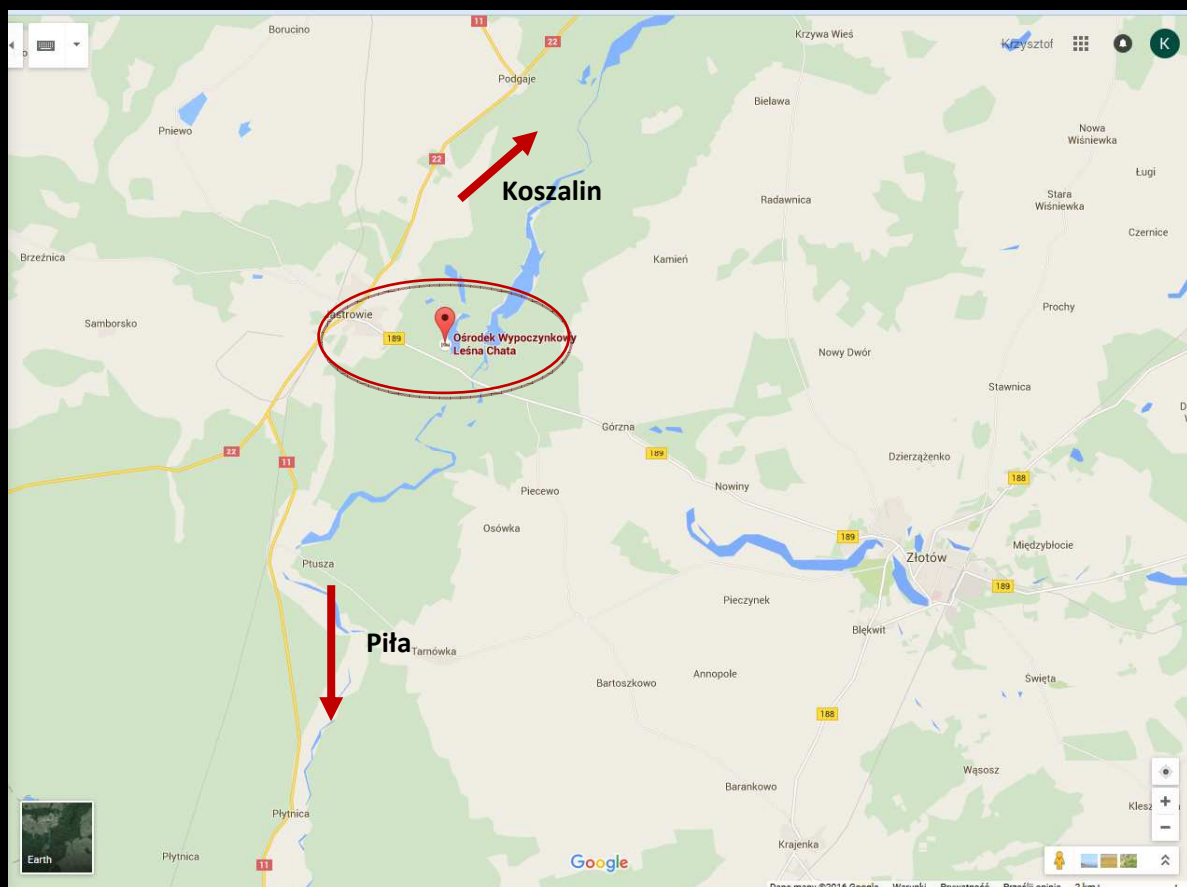 11
Borucino
22
Krzywa Wieś
Krzysztof
K
Podgaje
Bielawa
Pniewo
Nowa
Wiśniewka
22
Ługi
Koszalin
Radawnica
Stara
Wiśniewka
Czernice
Brzeźnica
Kamień
Prochy
Samborsko
189
Ośrodek Wypoczynkowy
Leśna Chata
Nowy Dwór
Stawnica
Górzna
22
11
189
Dzierzążenko
188
Piecewo
Nowiny
Osówka
189
Złotów
Międzybłocie
Ptusza
189
Pieczynek
Piła
Tarnówka
Blękwit
Bartoszkowo
Annopole
Święta
188
Wąsosz
Barankowo
Płytnica
Krajenka
Earth
Płytnica
11
Google